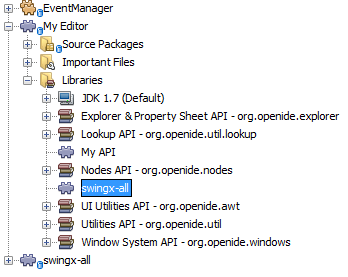 EventManager
My Editor
Source Packages
Important Files
Libraries
JDK 1.7 (Default)
Explorer & Property Sheet API - org.openide.explorer
Lookup API - org.openide.util.lookup
My API
Nodes API - org.openide.nodes
swingx-all
UI Utilities API - org.openide.awt
Utilities API - org.openide.util
Window System API - org.openide.windows
swingx-all